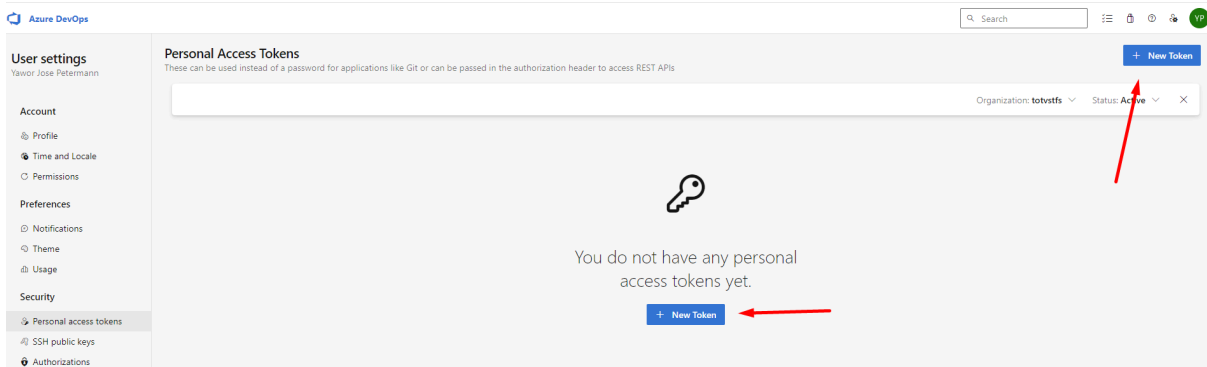 Azure DevOps
Search
YP
User settings
Yawor Jose Petermann
Account
Profile
Time and Locale
Permissions
Preferences
Notifications
Theme
Usage
Security
Personal access tokens
SSH public keys
Authorizations
Personal Access Tokens
These can be used instead of a password for applications like Git or can be passed in the authorization header to access REST APIs
+ New Token
Organization: totvstfs Status: Active
You do not have any personal
access tokens yet.
+ New Token